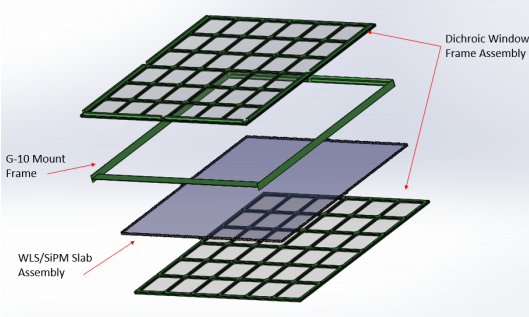 Dichroic Window
Frame Assembly
G-10 Mount
Frame
WLS/SiPM Slab
Assembly